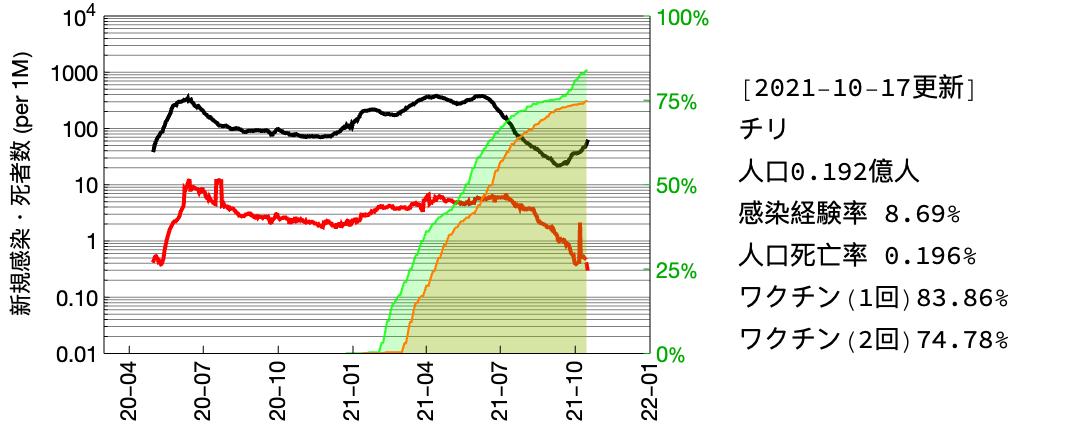 10^4
1000
100
10
1
0.10
0.01
新規感染・死者数 (per 1M)
100%
75%
50%
25%
0%
20-04
20-07
20-10
21-01
21-04
21-07
21-10
22-01
[2021-10-17更新]
チリ
人口0.192億人
感染経験率 8.69%
人口死亡率 0.196%
ワクチン(1回)83.86%
ワクチン(2回)74.78%